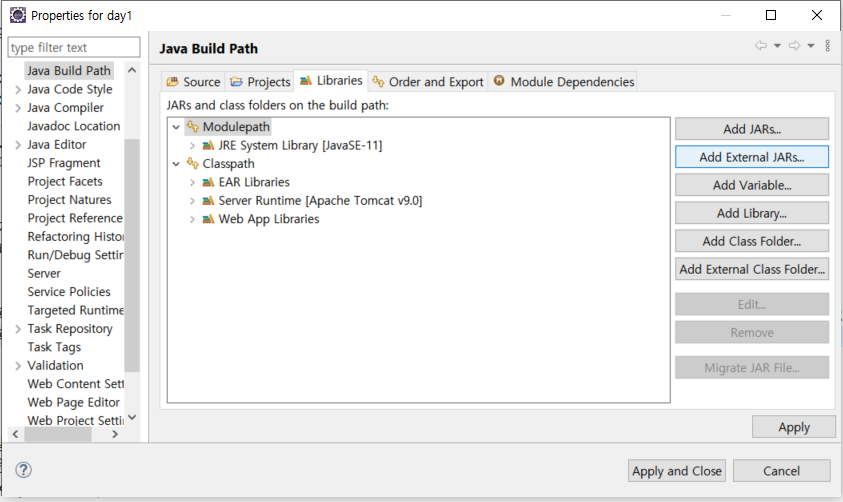 Properties for day1
type filter text
Java Build Path
Java Code Style
Java Compiler
Javadoc Location
Java Editor
JSP Fragment
Project Facets
Project Natures
Project Reference
Refactoring Histo
Run/Debug Settin
Server
Service Policies
Targeted Runtime
Task Repository
Task Tags
Validation
Web Content Sett
Web Page Editor
Web Project Settin
Java Build Path
Source
Projects
Libraries
Order and Export
Module Dependencies
JARs and class folders on the build path:
Modulepath
JRE System Library [JavaSE-11]
Classpath
EAR Libraries
Server Runtime [Apache Tomcat v9.0]
Web App Libraries
Add JARs...
Add External JARs...
Add Variable...
Add Library...
Add Class Folder...
Add External Class Folder...
Edit...
Remove
Migrate JAR File...
Apply
?
Apply and Close
Cancel